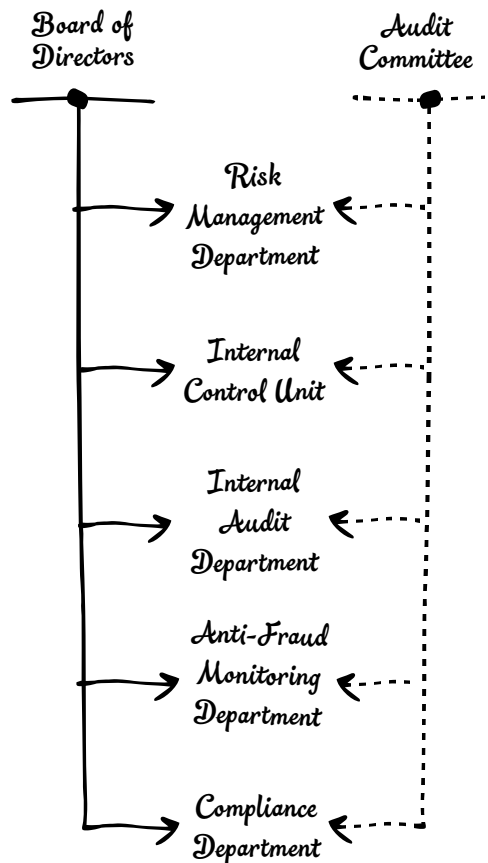 Board of
Directors
Audit
Committee
Risk
Management
Department
Internal
Control Unit
Internal
Audit
Department
Anti-Fraud
Monitoring
Department
Compliance
Department